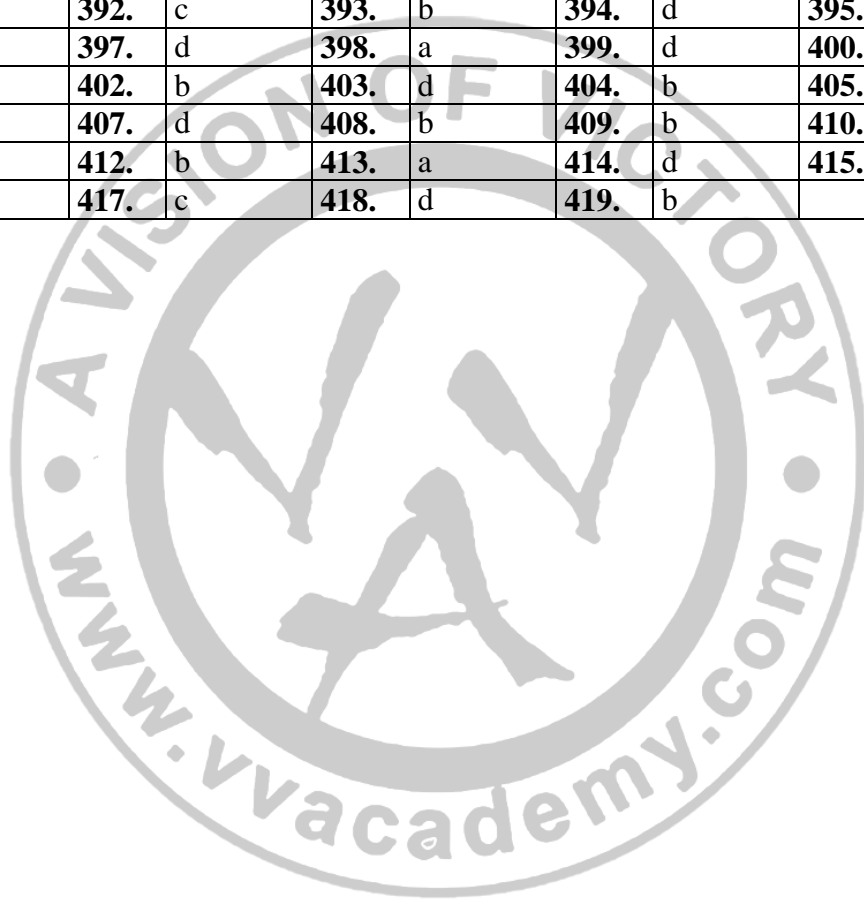 392. c 393. b 394. d 395.
397. d 398. a 399. d 400.
402. b 403. d 404. b 405.
407. d 408. b 409. b 410.
412. b 413. a 414. d 415.
417. c 418. d 419. b
A VISION OF VICTORY
VVA
www.vvacademy.com